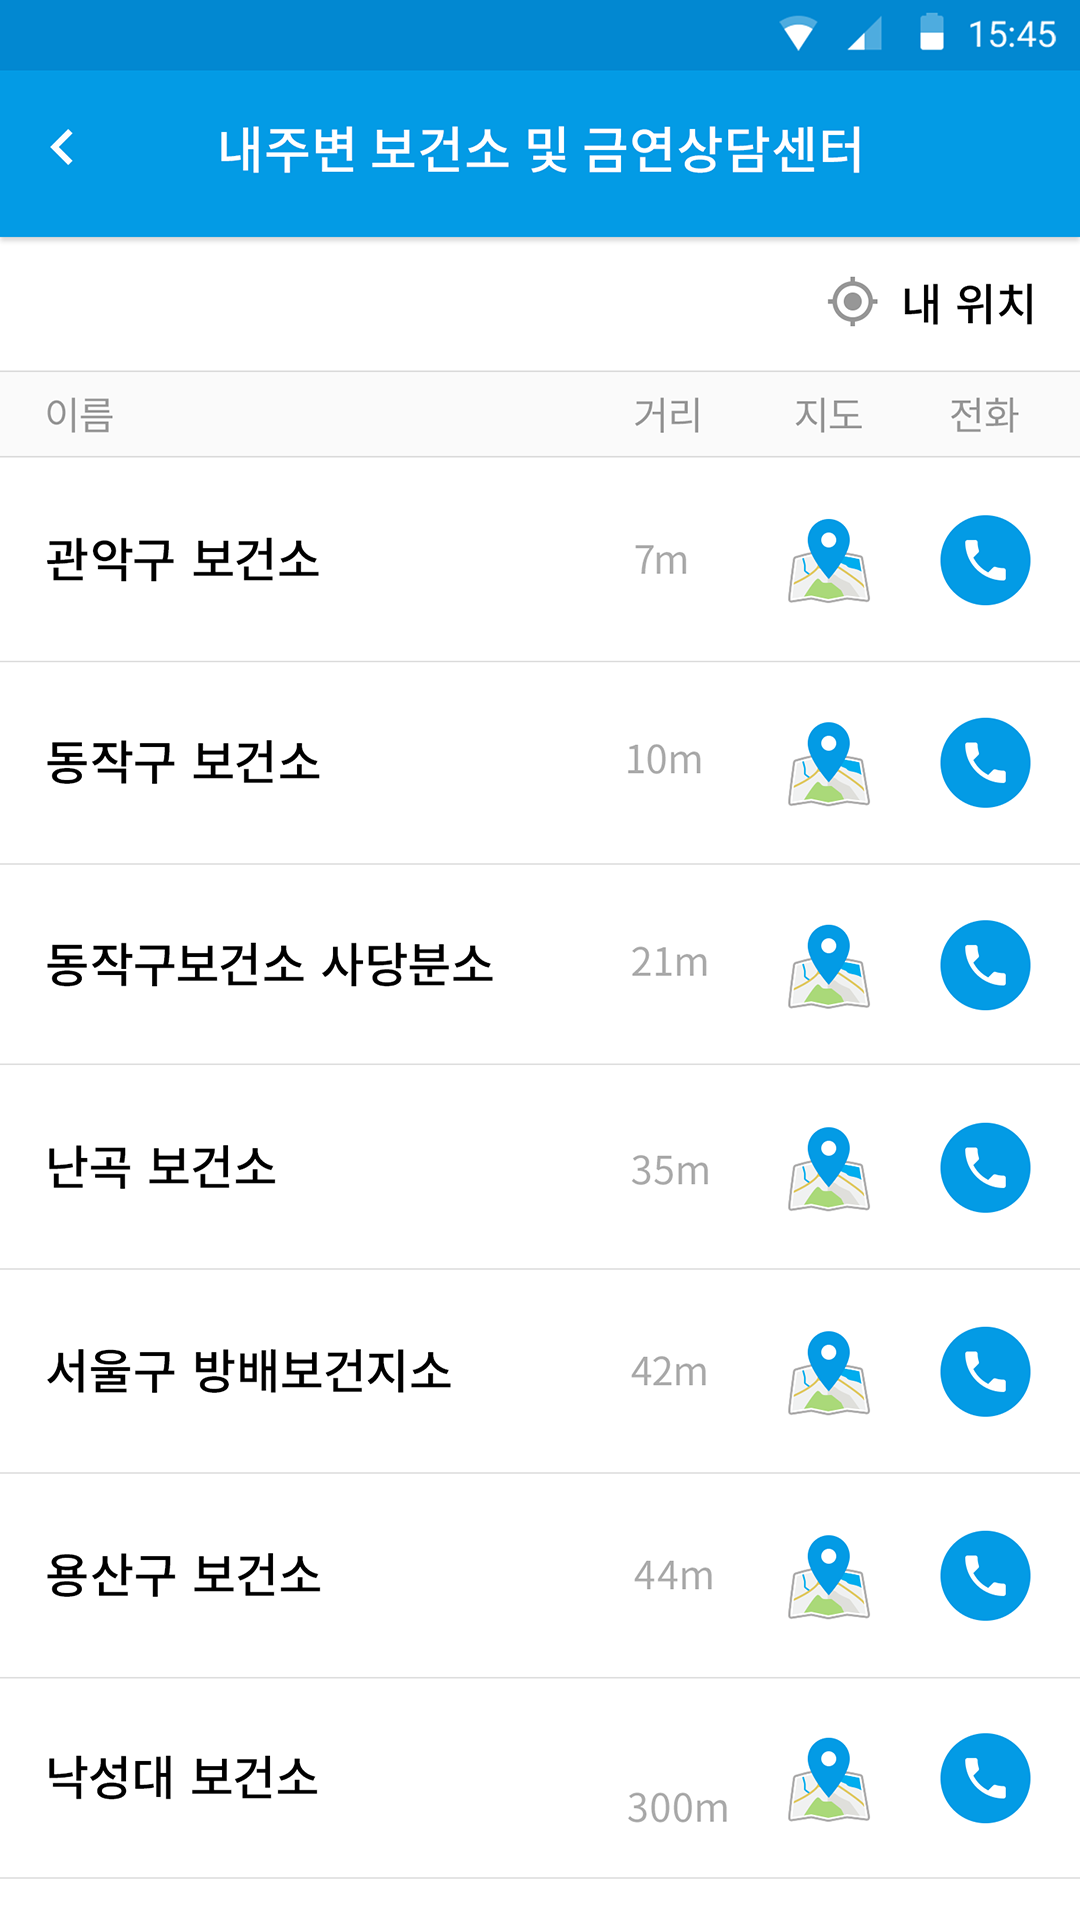 15:45
내주변 보건소 및 금연상담센터
내 위치
이름 거리 지도 전화
관악구 보건소 7m
동작구 보건소 10m
동작구보건소 사당분소 21m
난곡 보건소 35m
서울구 방배보건지소 42m
용산구 보건소 44m
낙성대 보건소 300m